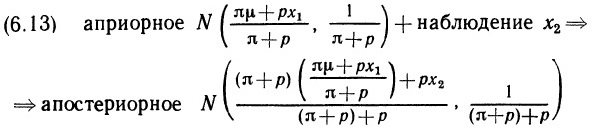 (6.13) априорное N((πμ+px₁)/(π+p), 1/(π+p)) + наблюдение x₂ ⇒
⇒ апостериорное N(((π+p)((πμ+px₁)/(π+p))+px₂)/((π+p)+p), 1/((π+p)+p))